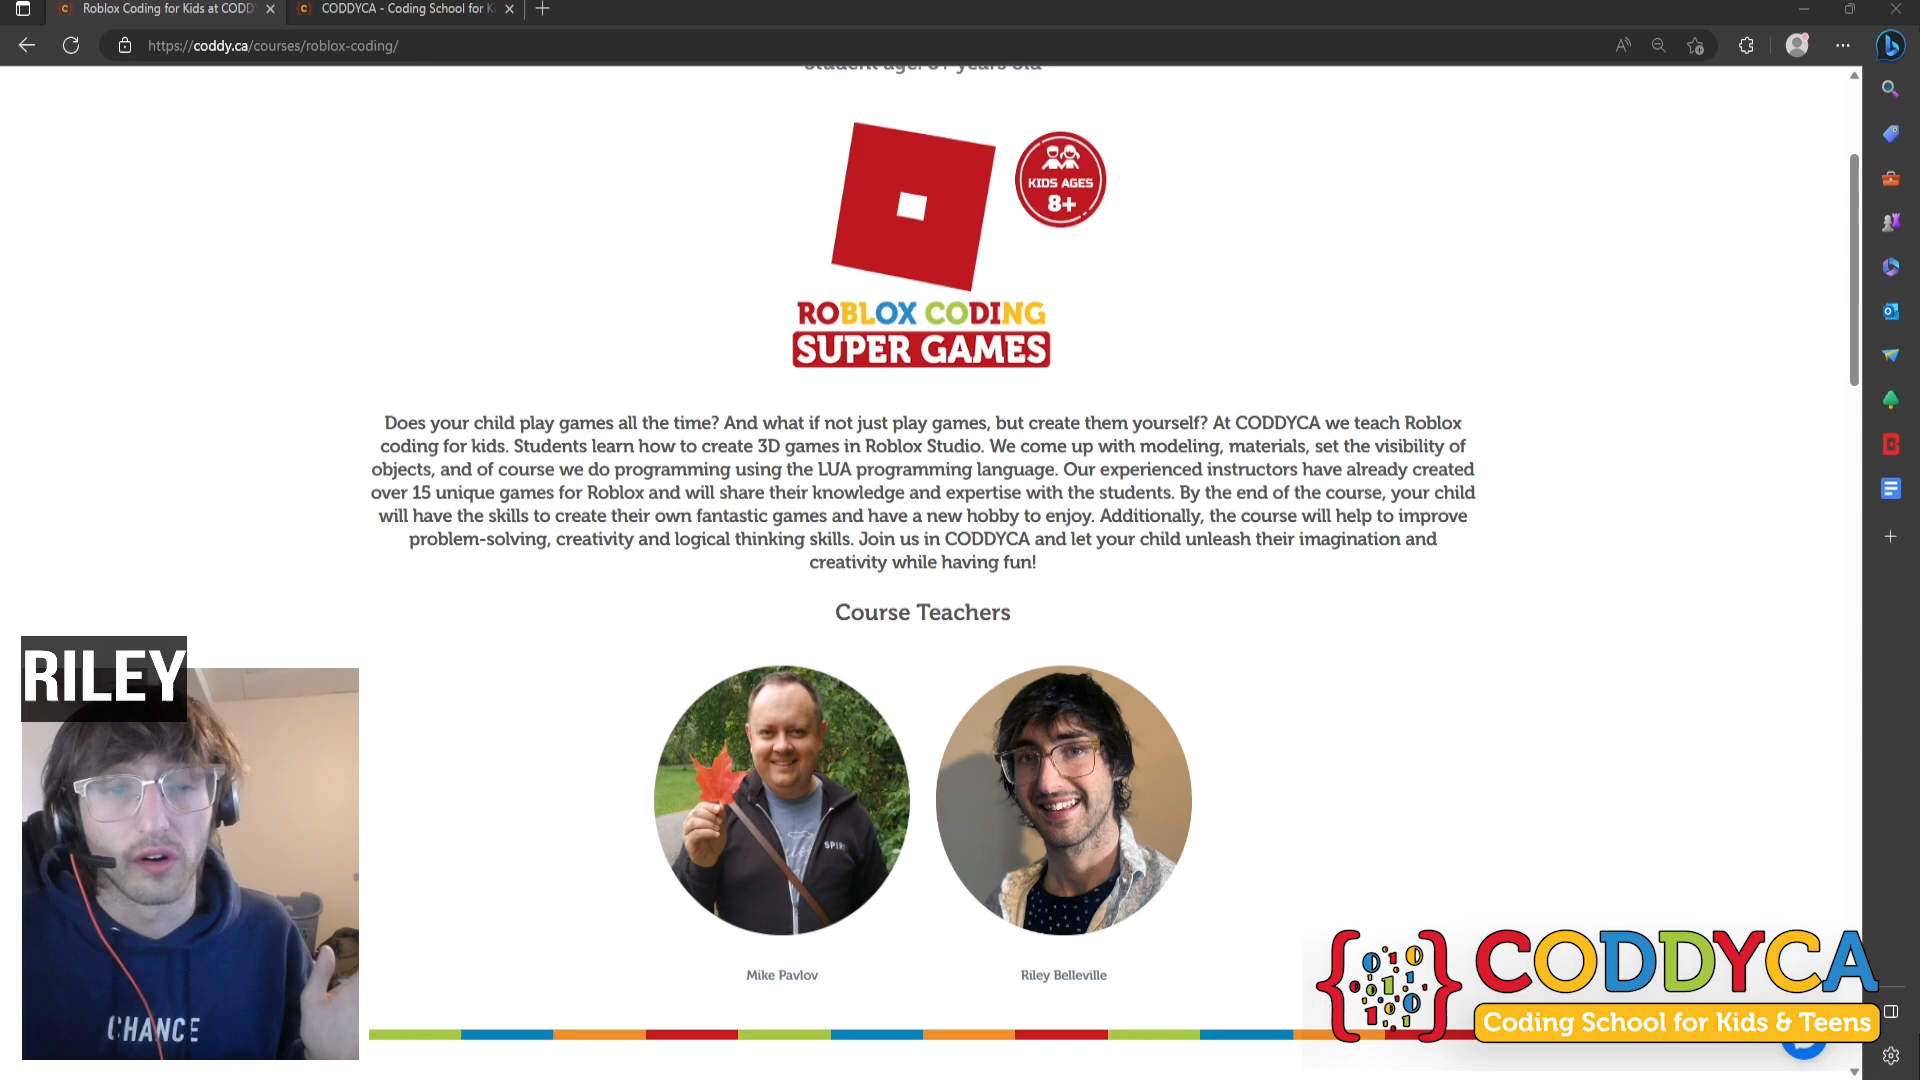 Roblox Coding for Kids at CODD
CODDYCA - Coding School for K
https://coddy.ca/courses/roblox-coding/
Student age: 8+ years old
KIDS AGES
8+
ROBLOX CODING
SUPER GAMES
Does your child play games all the time? And what if not just play games, but create them yourself? At CODDYCA we teach Roblox
coding for kids. Students learn how to create 3D games in Roblox Studio. We come up with modeling, materials, set the visibility of
objects, and of course we do programming using the LUA programming language. Our experienced instructors have already created
over 15 unique games for Roblox and will share their knowledge and expertise with the students. By the end of the course, your child
will have the skills to create their own fantastic games and have a new hobby to enjoy. Additionally, the course will help to improve
problem-solving, creativity and logical thinking skills. Join us in CODDYCA and let your child unleash their imagination and
creativity while having fun!
Course Teachers
RILEY
SPIRI
CHANCE
Mike Pavlov
Riley Belleville
CODDYCA
Coding School for Kids & Teens